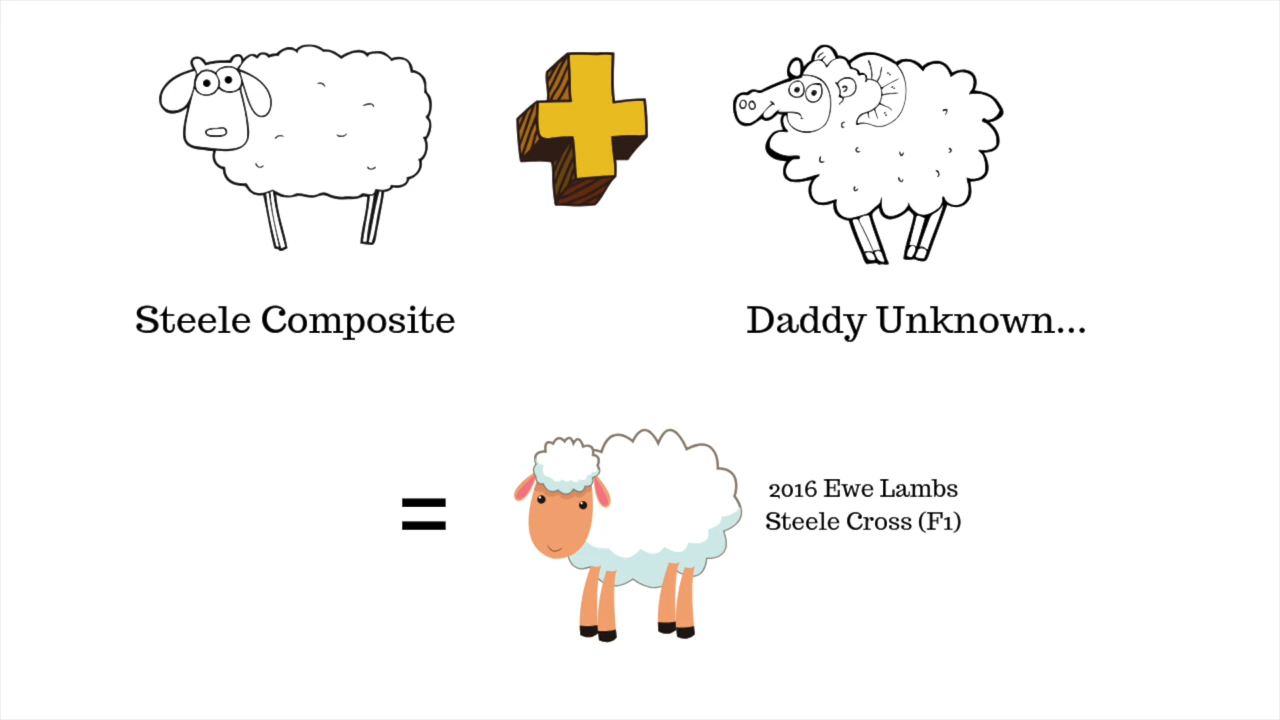 Steele Composite
Daddy Unknown...
=
2016 Ewe Lambs
Steele Cross (F1)